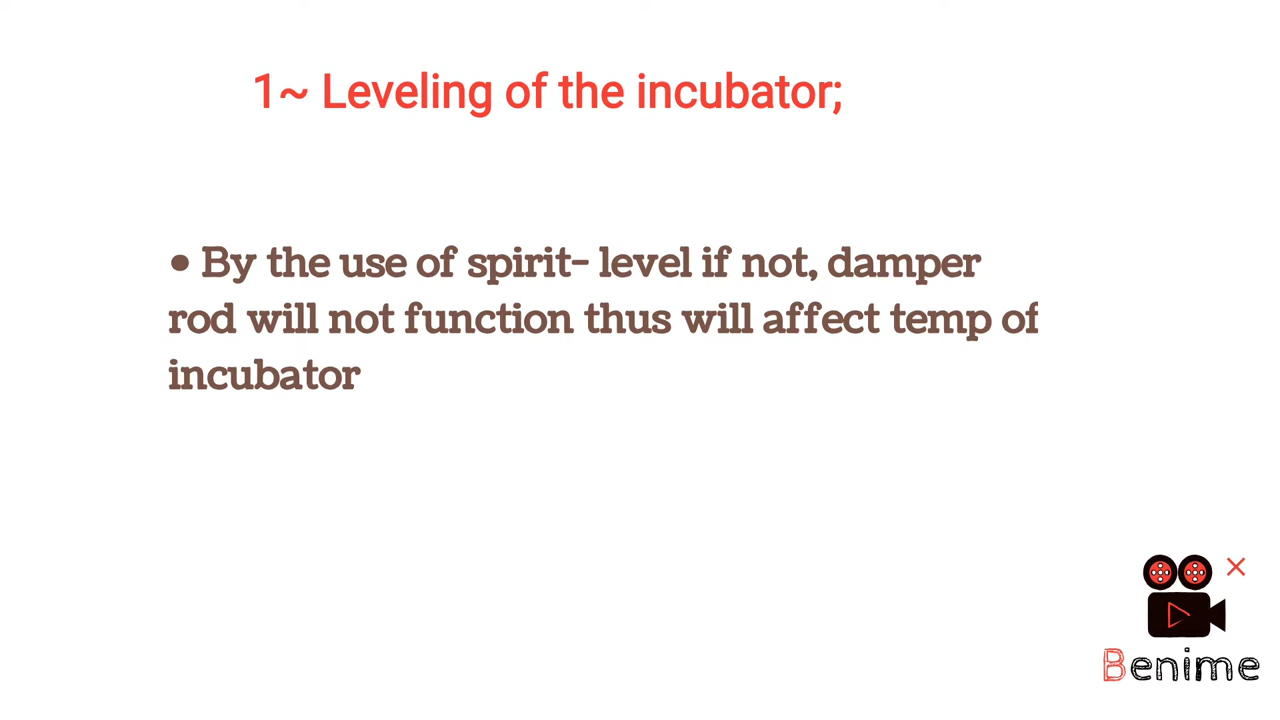 1~ Leveling of the incubator;
• By the use of spirit- level if not, damper
rod will not function thus will affect temp of
incubator
Benime